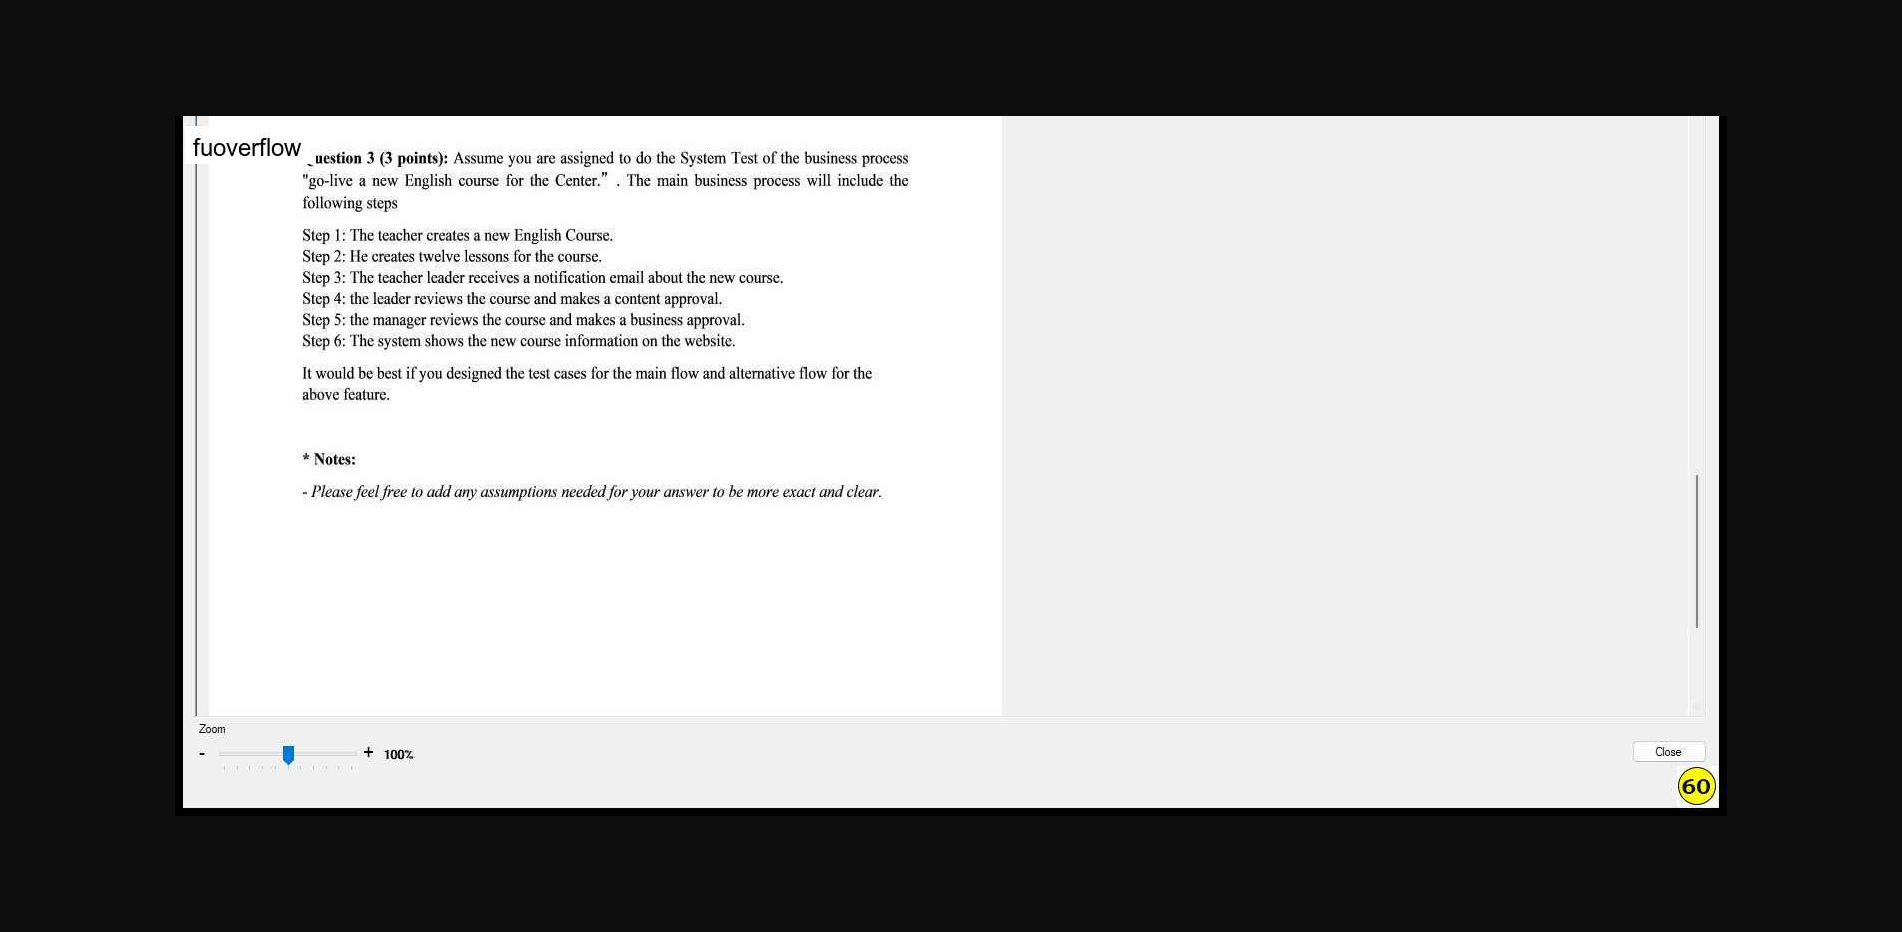 fuoverflow
uestion 3 (3 points): Assume you are assigned to do the System Test of the business process
"go-live a new English course for the Center.” . The main business process will include the
following steps
Step 1: The teacher creates a new English Course.
Step 2: He creates twelve lessons for the course.
Step 3: The teacher leader receives a notification email about the new course.
Step 4: the leader reviews the course and makes a content approval.
Step 5: the manager reviews the course and makes a business approval.
Step 6: The system shows the new course information on the website.
It would be best if you designed the test cases for the main flow and alternative flow for the
above feature.
* Notes:
- Please feel free to add any assumptions needed for your answer to be more exact and clear.
Zoom
- + 100%
Close
60